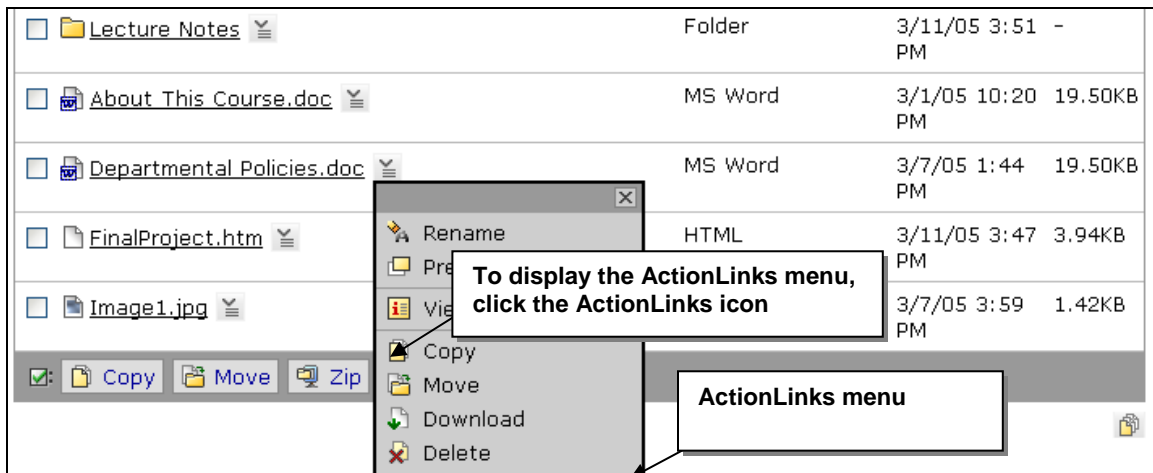 Lecture Notes Folder 3/11/05 3:51 -
PM
About This Course.doc MS Word 3/1/05 10:20 19.50KB
PM
Departmental Policies.doc MS Word 3/7/05 1:44 19.50KB
PM
Rename
FinalProject.htm HTML 3/11/05 3:47 3.94KB
PM
Pre
To display the ActionLinks menu,
click the ActionLinks icon
Image1.jpg 3/7/05 3:59 1.42KB
PM
Vie
Copy
: Copy Move Zip
Move
Download
Delete
ActionLinks menu